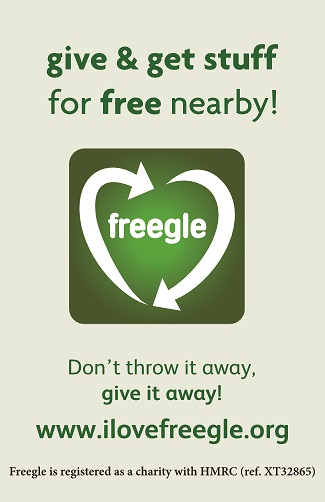 give & get stuff
for free nearby!
freegle
Don't throw it away,
give it away!
www.ilovefreegle.org
Freegle is registered as a charity with HMRC (ref. XT32865)